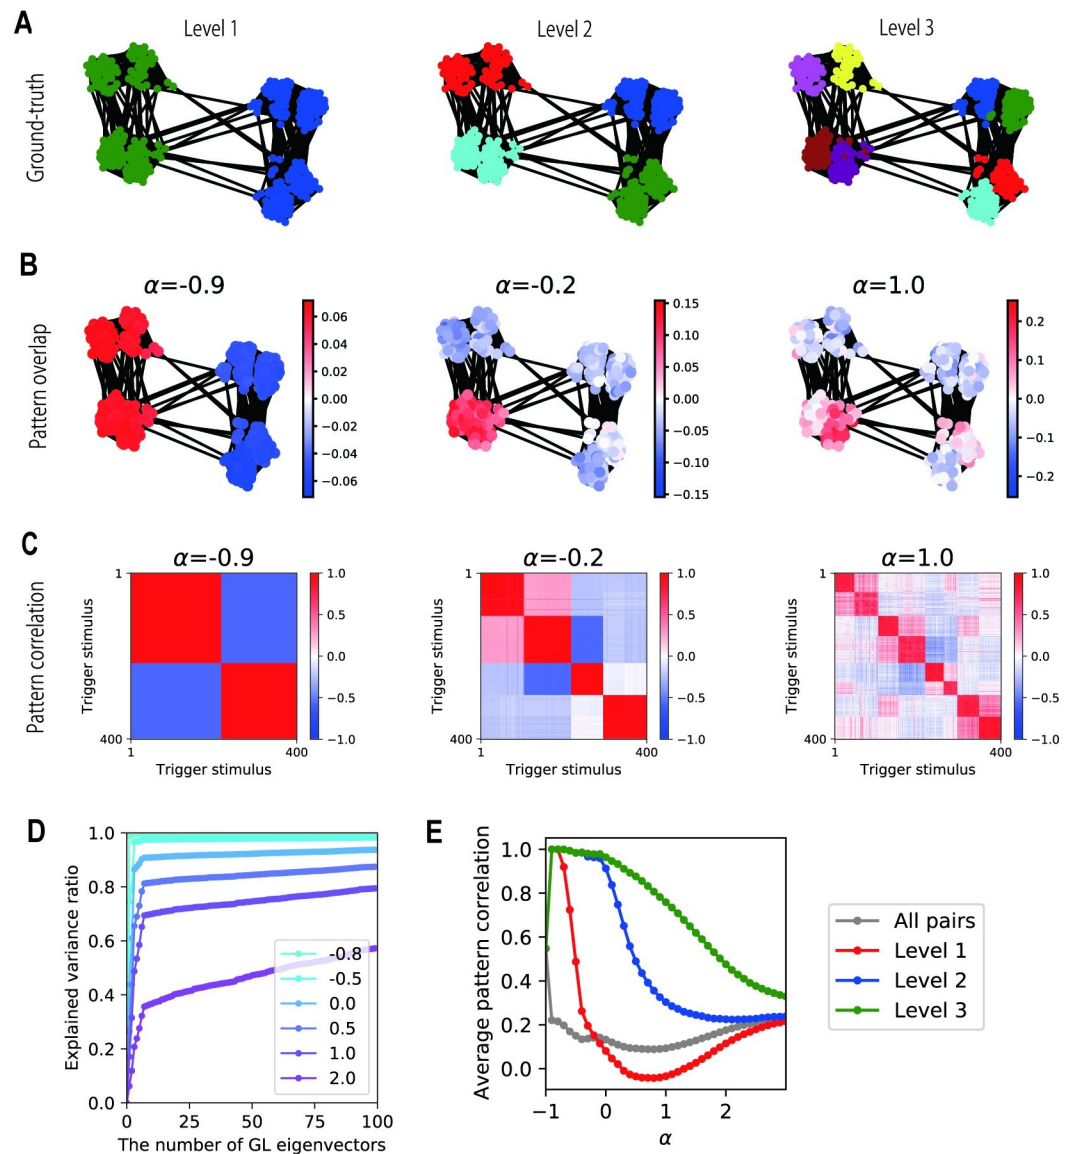 A
Level 1
Level 2
Level 3
Ground-truth
B
α=-0.9
α=-0.2
α=1.0
Pattern overlap
0.06
0.04
0.02
0.00
−0.02
−0.04
−0.06
0.15
0.10
0.05
0.00
−0.05
−0.10
−0.15
0.2
0.1
0.0
−0.1
−0.2
C
α=-0.9
α=-0.2
α=1.0
Pattern correlation
Trigger stimulus
1
400
1
400
Trigger stimulus
1.0
0.5
0.0
−0.5
−1.0
Trigger stimulus
1
400
1
400
Trigger stimulus
1.0
0.5
0.0
−0.5
−1.0
Trigger stimulus
1
400
1
400
Trigger stimulus
1.0
0.5
0.0
−0.5
−1.0
D
Explained variance ratio
1.0
0.8
0.6
0.4
0.2
0.0
0
25
50
75
100
The number of GL eigenvectors
-0.8
-0.5
0.0
0.5
1.0
2.0
E
Average pattern correlation
1.0
0.8
0.6
0.4
0.2
0.0
−1
0
1
2
α
All pairs
Level 1
Level 2
Level 3